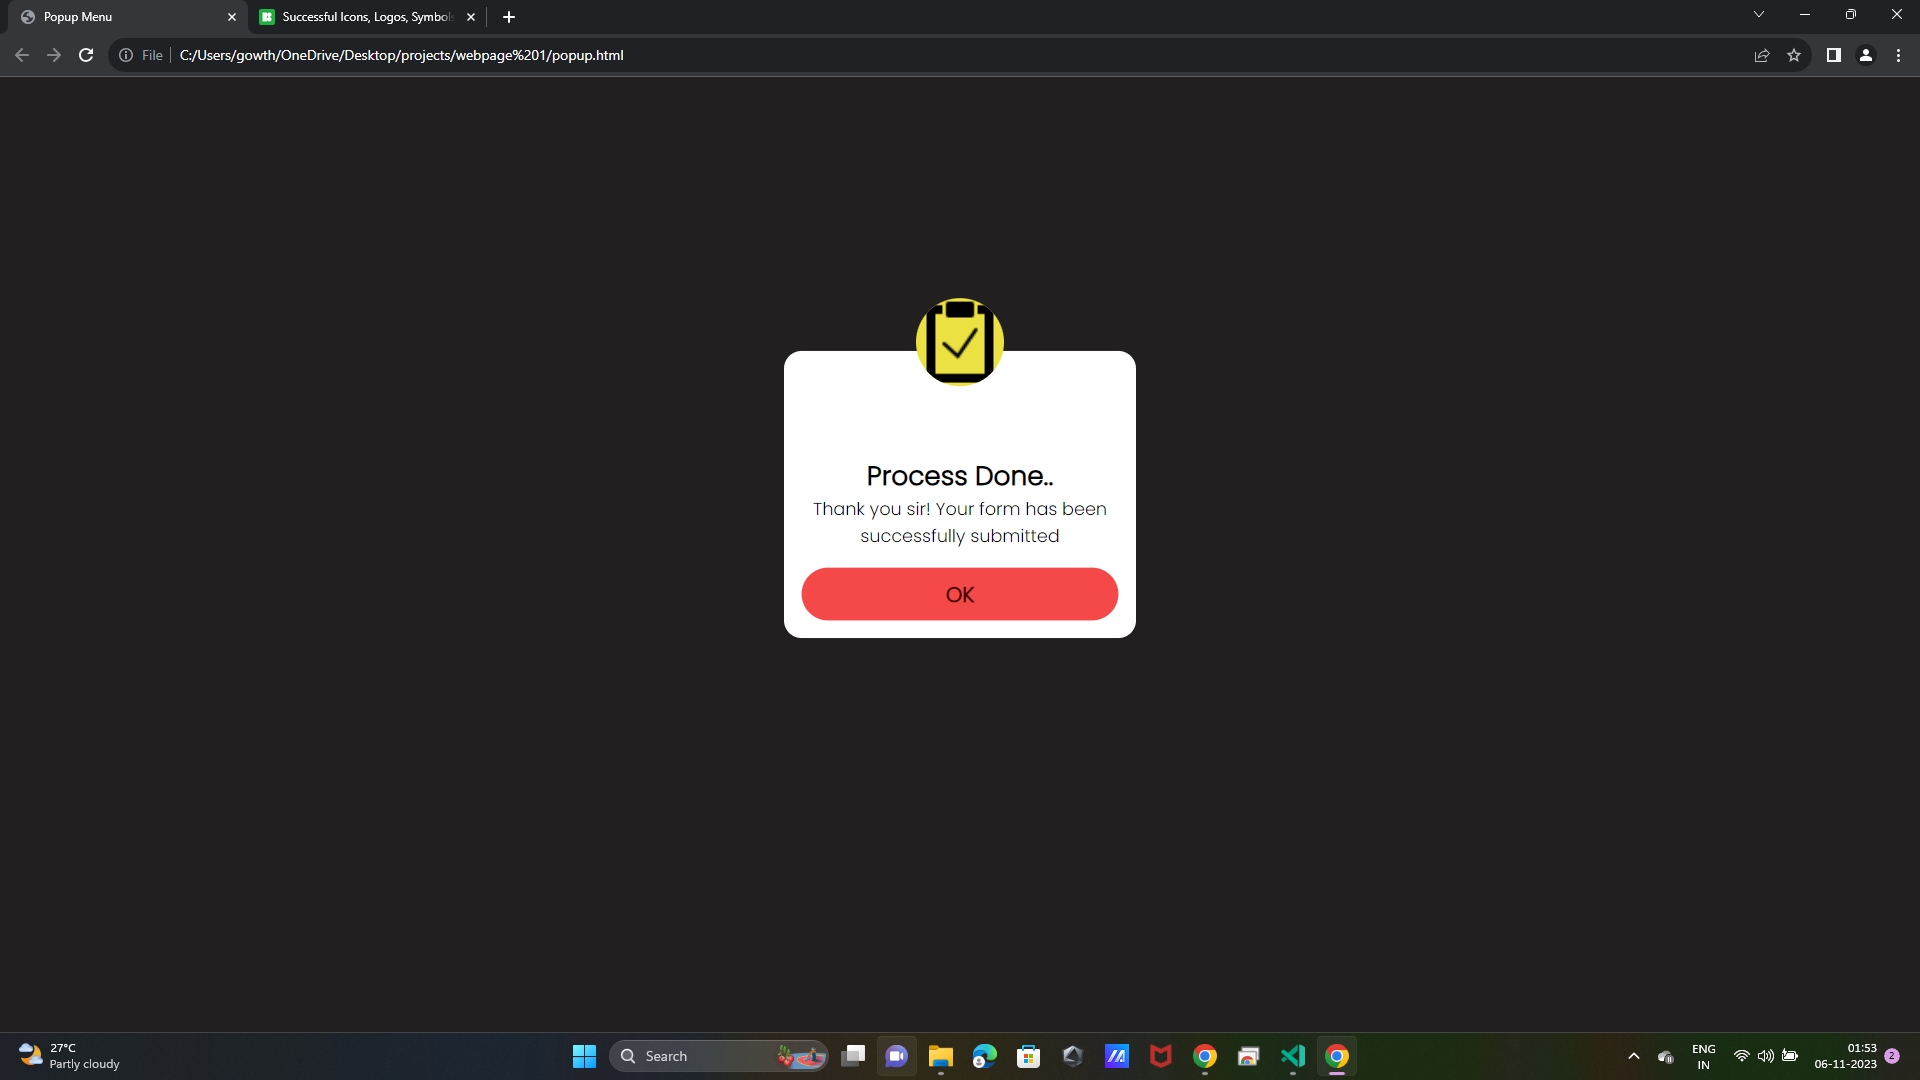 Popup Menu
Successful Icons, Logos, Symbols
File
C:/Users/gowth/OneDrive/Desktop/projects/webpage%201/popup.html
Process Done..
Thank you sir! Your form has been
successfully submitted
OK
27°C
Partly cloudy
Search
ENG
IN
01:53
06-11-2023
2